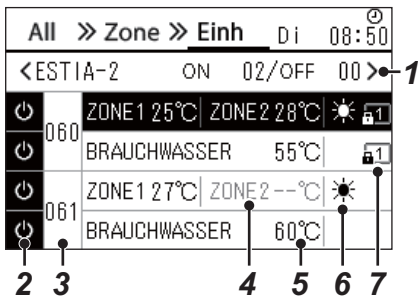 All ≫ Zone ≫ Einh Di 08:50
<ESTIA-2 ON 02/OFF 00> 1
060 ZONE1 25℃ ZONE2 28℃ 1
BRAUCHWASSER 55℃ 1
061 ZONE1 27℃ ZONE2 --℃
BRAUCHWASSER 60℃
2 3 4 5 6 7